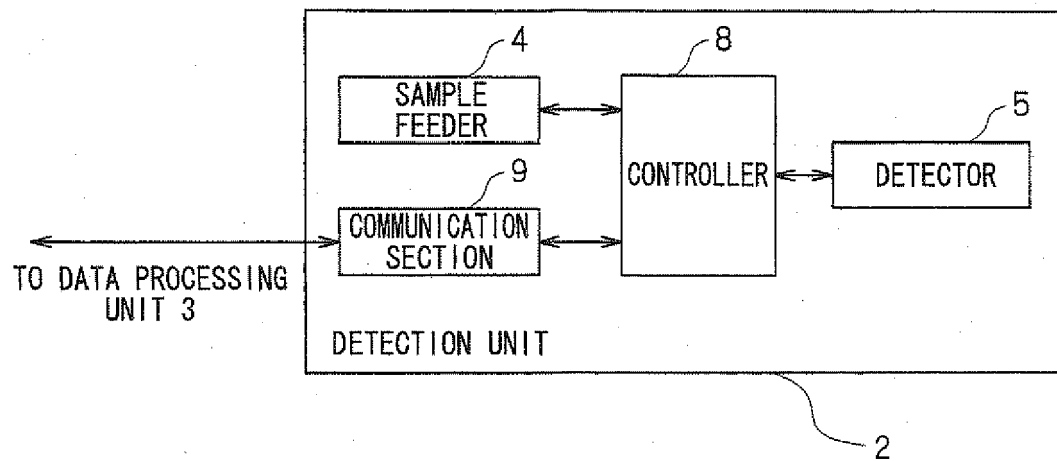 4
8
SAMPLE
FEEDER
5
CONTROLLER
DETECTOR
9
COMMUNICATION
SECTION
TO DATA PROCESSING
UNIT 3
DETECTION UNIT
2